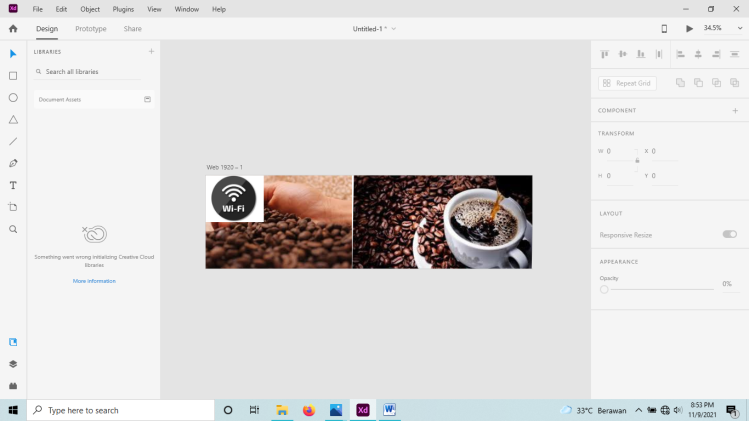 Xd File Edit Object Plugins View Window Help
Design Prototype Share Untitled-1 * 34.5%
LIBRARIES
Search all libraries
Document Assets
Something went wrong initializing Creative Cloud
libraries
More information
Web 1920 – 1
Wi-Fi
Repeat Grid
COMPONENT
TRANSFORM
W 0 X 0
H 0 Y 0
LAYOUT
Responsive Resize
APPEARANCE
Opacity
0%
T
Type here to search
Xd
W
33°C Berawan
8:53 PM
11/9/2021
1